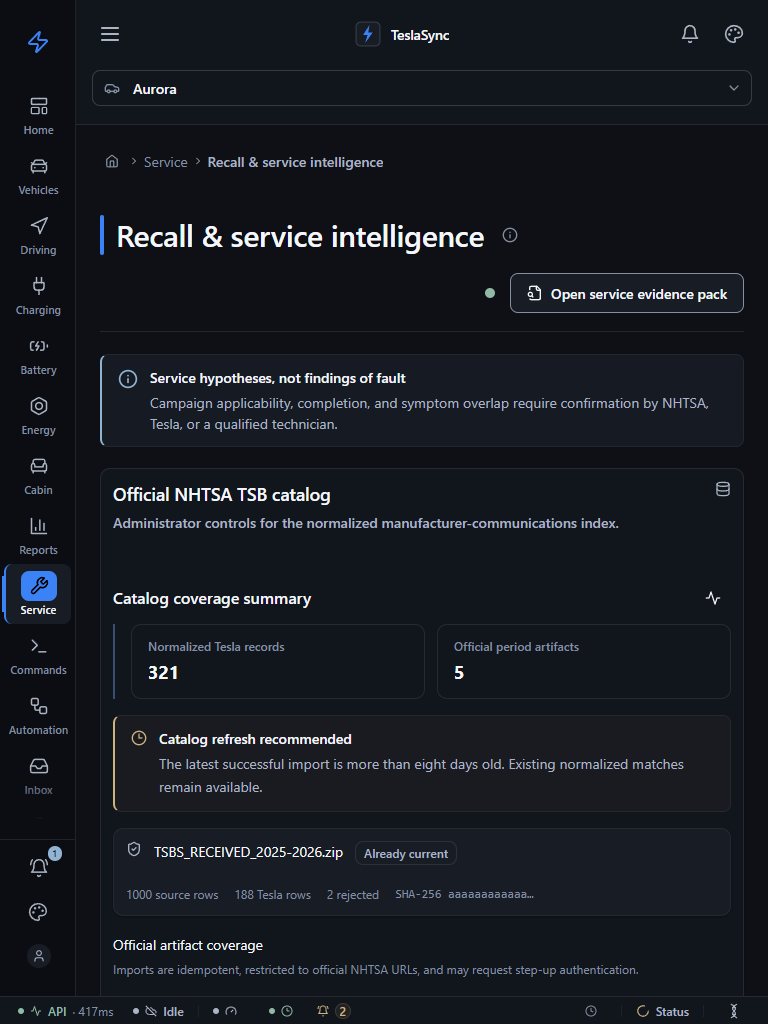 TeslaSync
Aurora
Home
Vehicles
Driving
Charging
Battery
Energy
Cabin
Reports
Service
Commands
Automation
Inbox
1
Service
Recall & service intelligence
Recall & service intelligence
Open service evidence pack
Service hypotheses, not findings of fault
Campaign applicability, completion, and symptom overlap require confirmation by NHTSA,
Tesla, or a qualified technician.
Official NHTSA TSB catalog
Administrator controls for the normalized manufacturer-communications index.
Catalog coverage summary
Normalized Tesla records
321
Official period artifacts
5
Catalog refresh recommended
The latest successful import is more than eight days old. Existing normalized matches
remain available.
TSBS_RECEIVED_2025-2026.zip Already current
1000 source rows 188 Tesla rows 2 rejected SHA-256 aaaaaaaaaaaa…
Official artifact coverage
Imports are idempotent, restricted to official NHTSA URLs, and may request step-up authentication.
API · 417ms Idle 2 Status